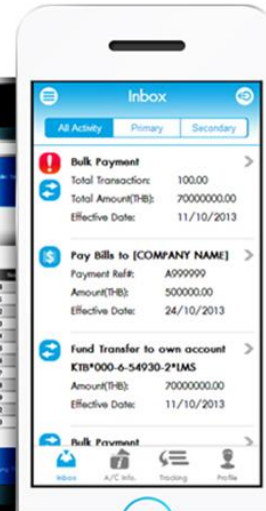 Inbox
All Activity Primary Secondary
Bulk Payment
Total Transaction: 100.00
Total Amount(THB): 70000000.00
Effective Date: 11/10/2013
Pay Bills to [COMPANY NAME]
Payment Ref#: A999999
Amount(THB): 500000.00
Effective Date: 24/10/2013
Fund Transfer to own account
KTB*000-6-54930-2*LMS
Amount(THB): 70000000.00
Effective Date: 11/10/2013
Bulk Payment
Inbox A/C Info. Tracking Profile